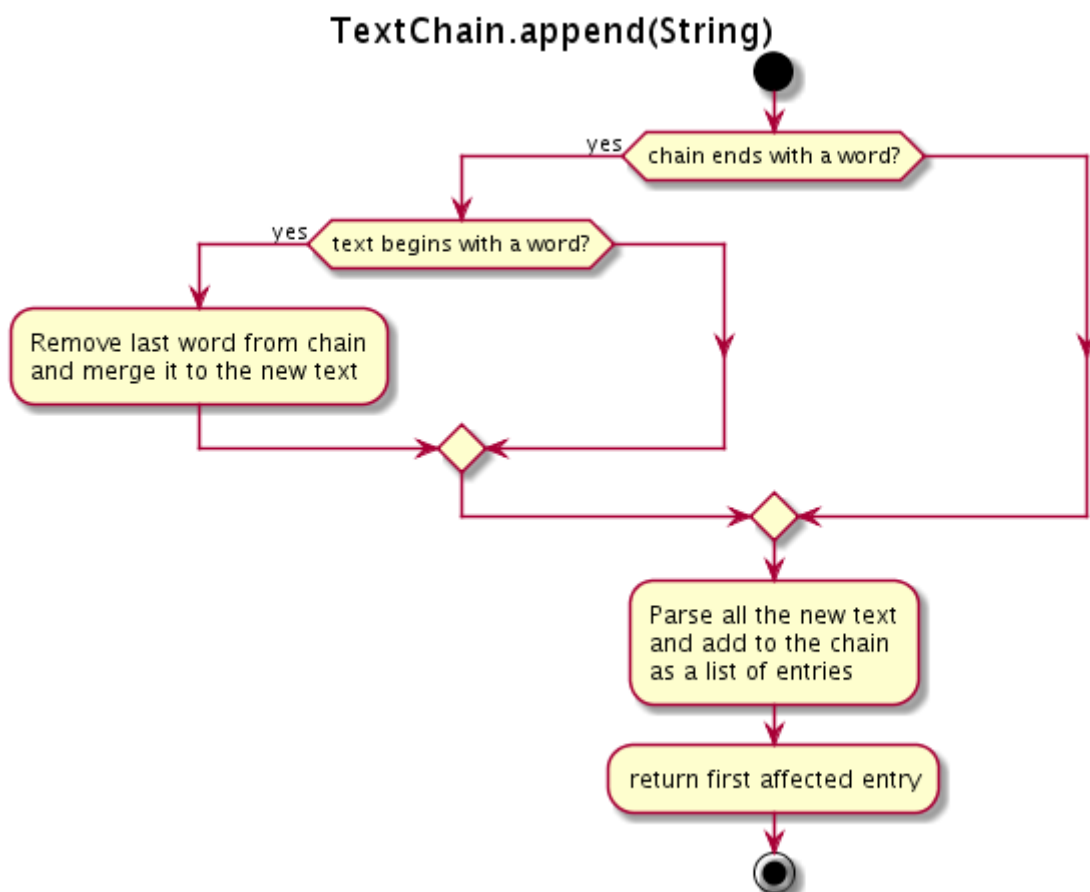 TextChain.append(String)
yes
chain ends with a word?
yes
text begins with a word?
Remove last word from chain
and merge it to the new text
Parse all the new text
and add to the chain
as a list of entries
return first affected entry